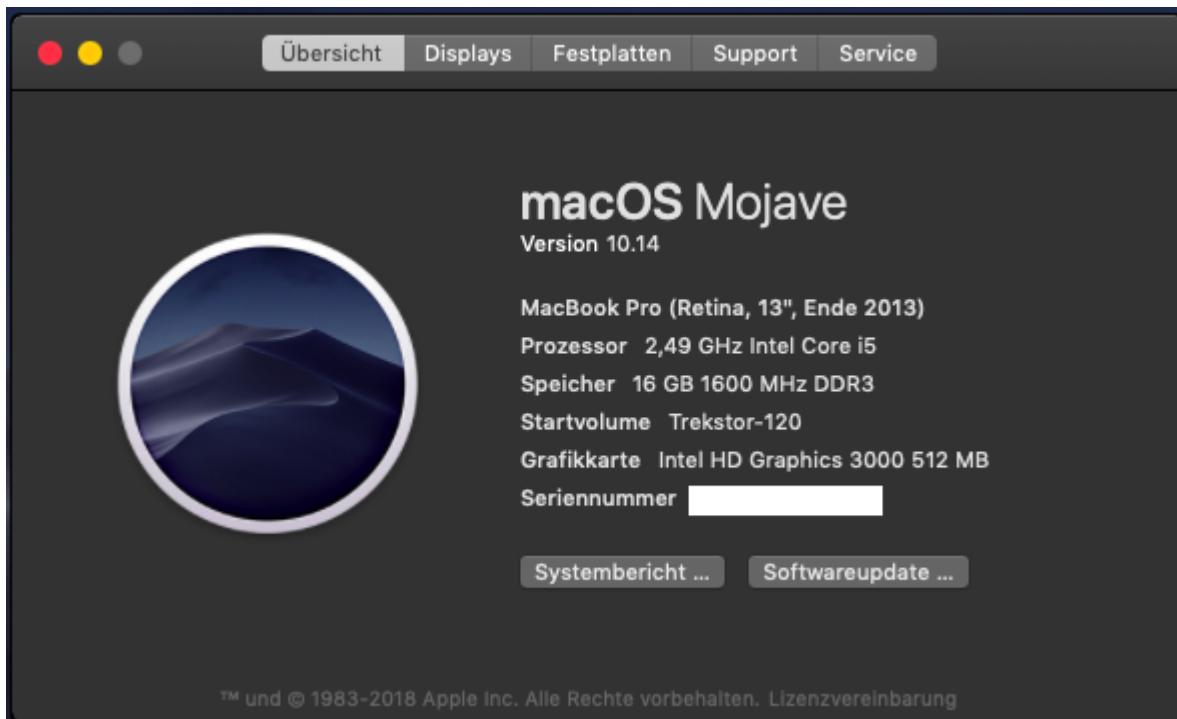 Übersicht Displays Festplatten Support Service
macOS Mojave
Version 10.14
MacBook Pro (Retina, 13", Ende 2013)
Prozessor 2,49 GHz Intel Core i5
Speicher 16 GB 1600 MHz DDR3
Startvolume Trekstor-120
Grafikkarte Intel HD Graphics 3000 512 MB
Seriennummer
Systembericht ... Softwareupdate ...
™ und © 1983-2018 Apple Inc. Alle Rechte vorbehalten. Lizenzvereinbarung